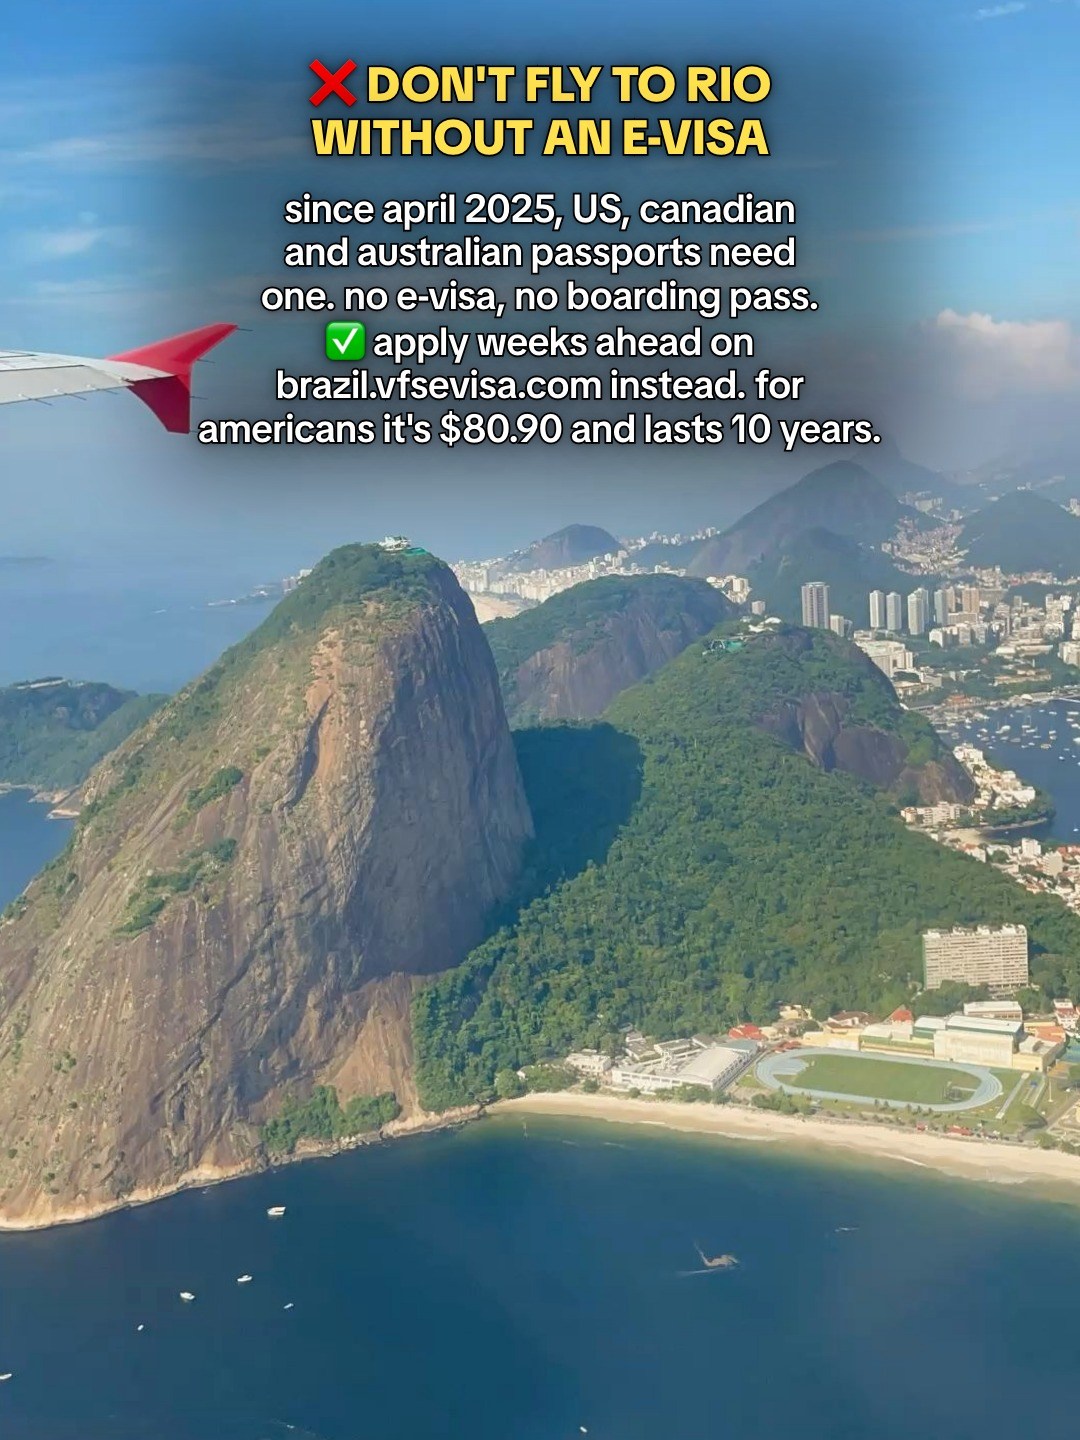 ❌ DON'T FLY TO RIO
WITHOUT AN E-VISA
since april 2025, US, canadian
and australian passports need
one. no e-visa, no boarding pass.
✅ apply weeks ahead on
brazil.vfsevisa.com instead. for
americans it's $80.90 and lasts 10 years.